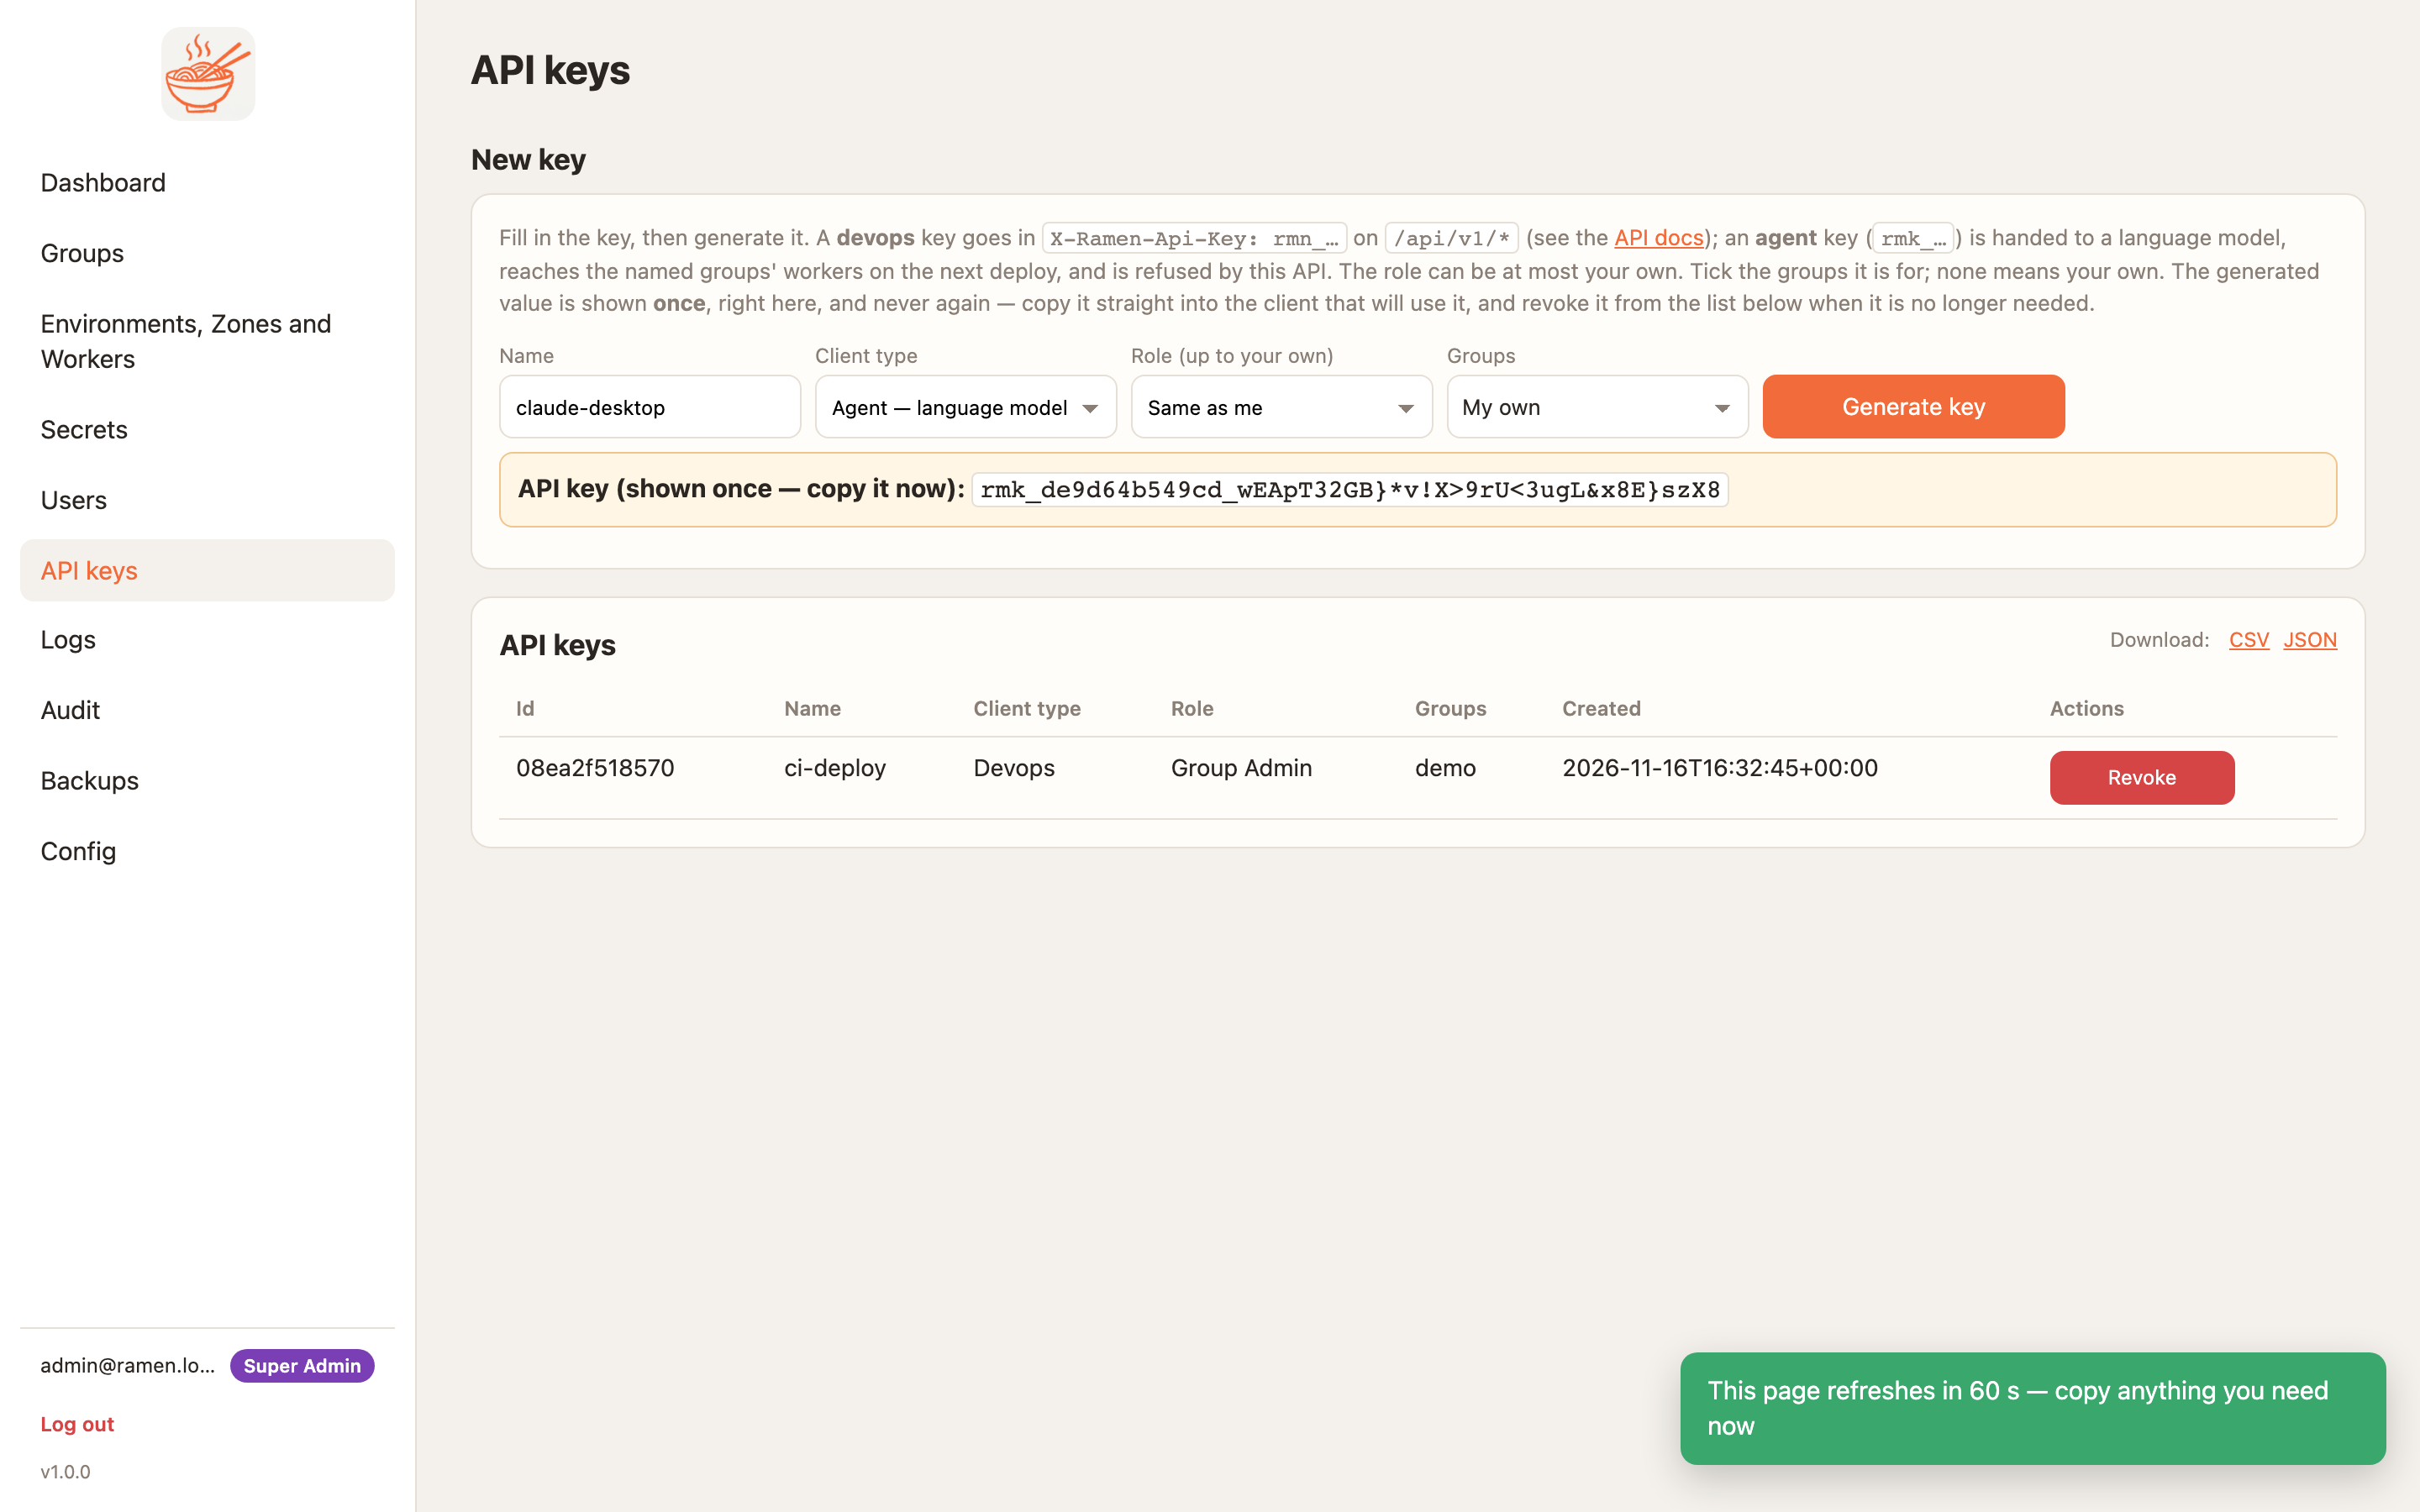 Dashboard
Groups
Environments, Zones and
Workers
Secrets
Users
API keys
Logs
Audit
Backups
Config
admin@ramen.lo... Super Admin
Log out
v1.0.0
API keys
New key
Fill in the key, then generate it. A devops key goes in X-Ramen-Api-Key: rmn_… on /api/v1/* (see the API docs); an agent key (rmk_…) is handed to a language model,
reaches the named groups' workers on the next deploy, and is refused by this API. The role can be at most your own. Tick the groups it is for; none means your own. The generated
value is shown once, right here, and never again — copy it straight into the client that will use it, and revoke it from the list below when it is no longer needed.
Name Client type Role (up to your own) Groups
claude-desktop Agent — language model Same as me My own Generate key
API key (shown once — copy it now): rmk_de9d64b549cd_wEApT32GB}*v!X>9rU<3ugL&x8E}szX8
API keys Download: CSV JSON
Id Name Client type Role Groups Created Actions
08ea2f518570 ci-deploy Devops Group Admin demo 2026-11-16T16:32:45+00:00 Revoke
This page refreshes in 60 s — copy anything you need
now